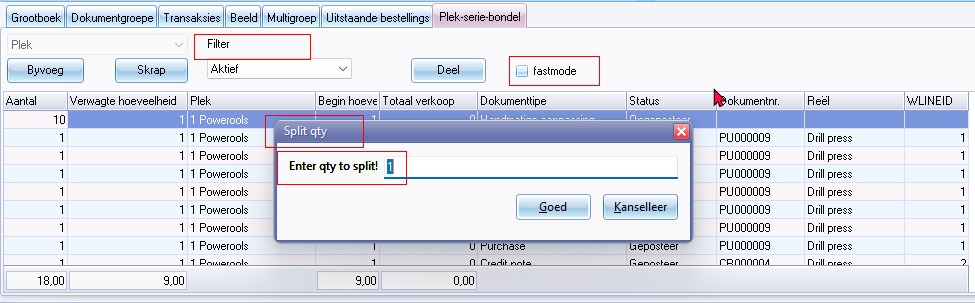 Grootboek Dokumentgroepe Transaksies Beeld Multigroep Uitstaande bestellings Plek-serie-bondel
Plek Filter
Byvoeg Skrap Aktief Deel fastmode
Aantal Verwagte hoeveelheid Plek Begin hoeve Totaal verkoop Dokumenttipe Status Dokumentnr. Reël WLINEID
10 1 1 Powerools 1 0 Handmatige aanpassing Ongeposteer
1 1 1 Powerools PU000009 Drill press 1
1 1 1 Powerools PU000009 Drill press 1
1 1 1 Powerools PU000009 Drill press 1
1 1 1 Powerools PU000009 Drill press 1
1 1 1 Powerools PU000009 Drill press 1
1 1 1 Powerools PU000009 Drill press 1
1 1 1 Powerools 1 0 Purchase Geposteer PU000009 Drill press 1
1 1 1 Powerools 1 0 Credit note Geposteer CR000004 Drill press 2
18,00 9,00 9,00 0,00
Split qty
Enter qty to split! 1
Goed Kanselleer